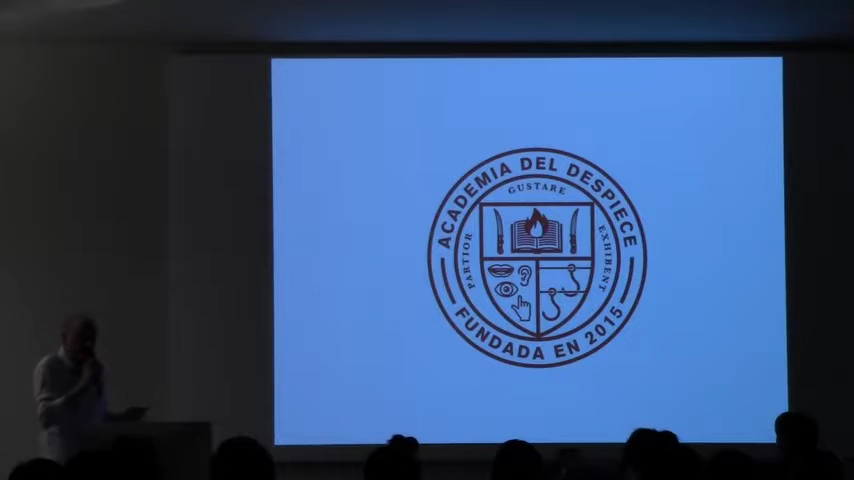 ACADEMIA DEL DESPIECE
GUSTARE
PARTIOR
EXHIBENT
FUNDADA EN 2015